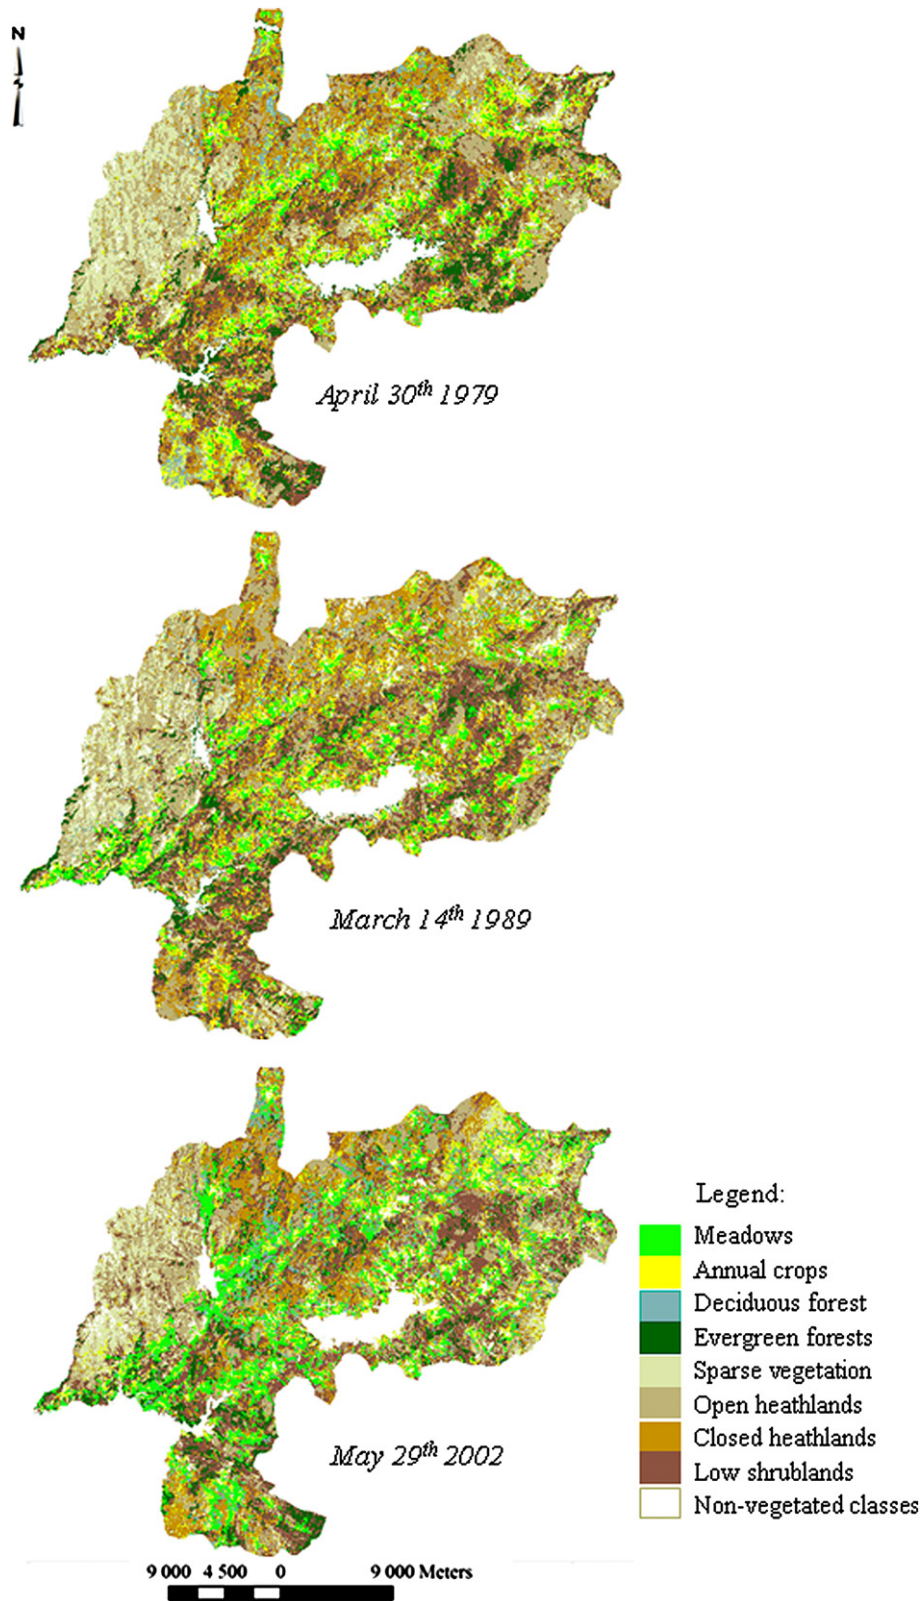 N
April 30th 1979
March 14th 1989
May 29th 2002
Legend:
Meadows
Annual crops
Deciduous forest
Evergreen forests
Sparse vegetation
Open heathlands
Closed heathlands
Low shrublands
Non-vegetated classes
9 000 4 500 0 9 000 Meters